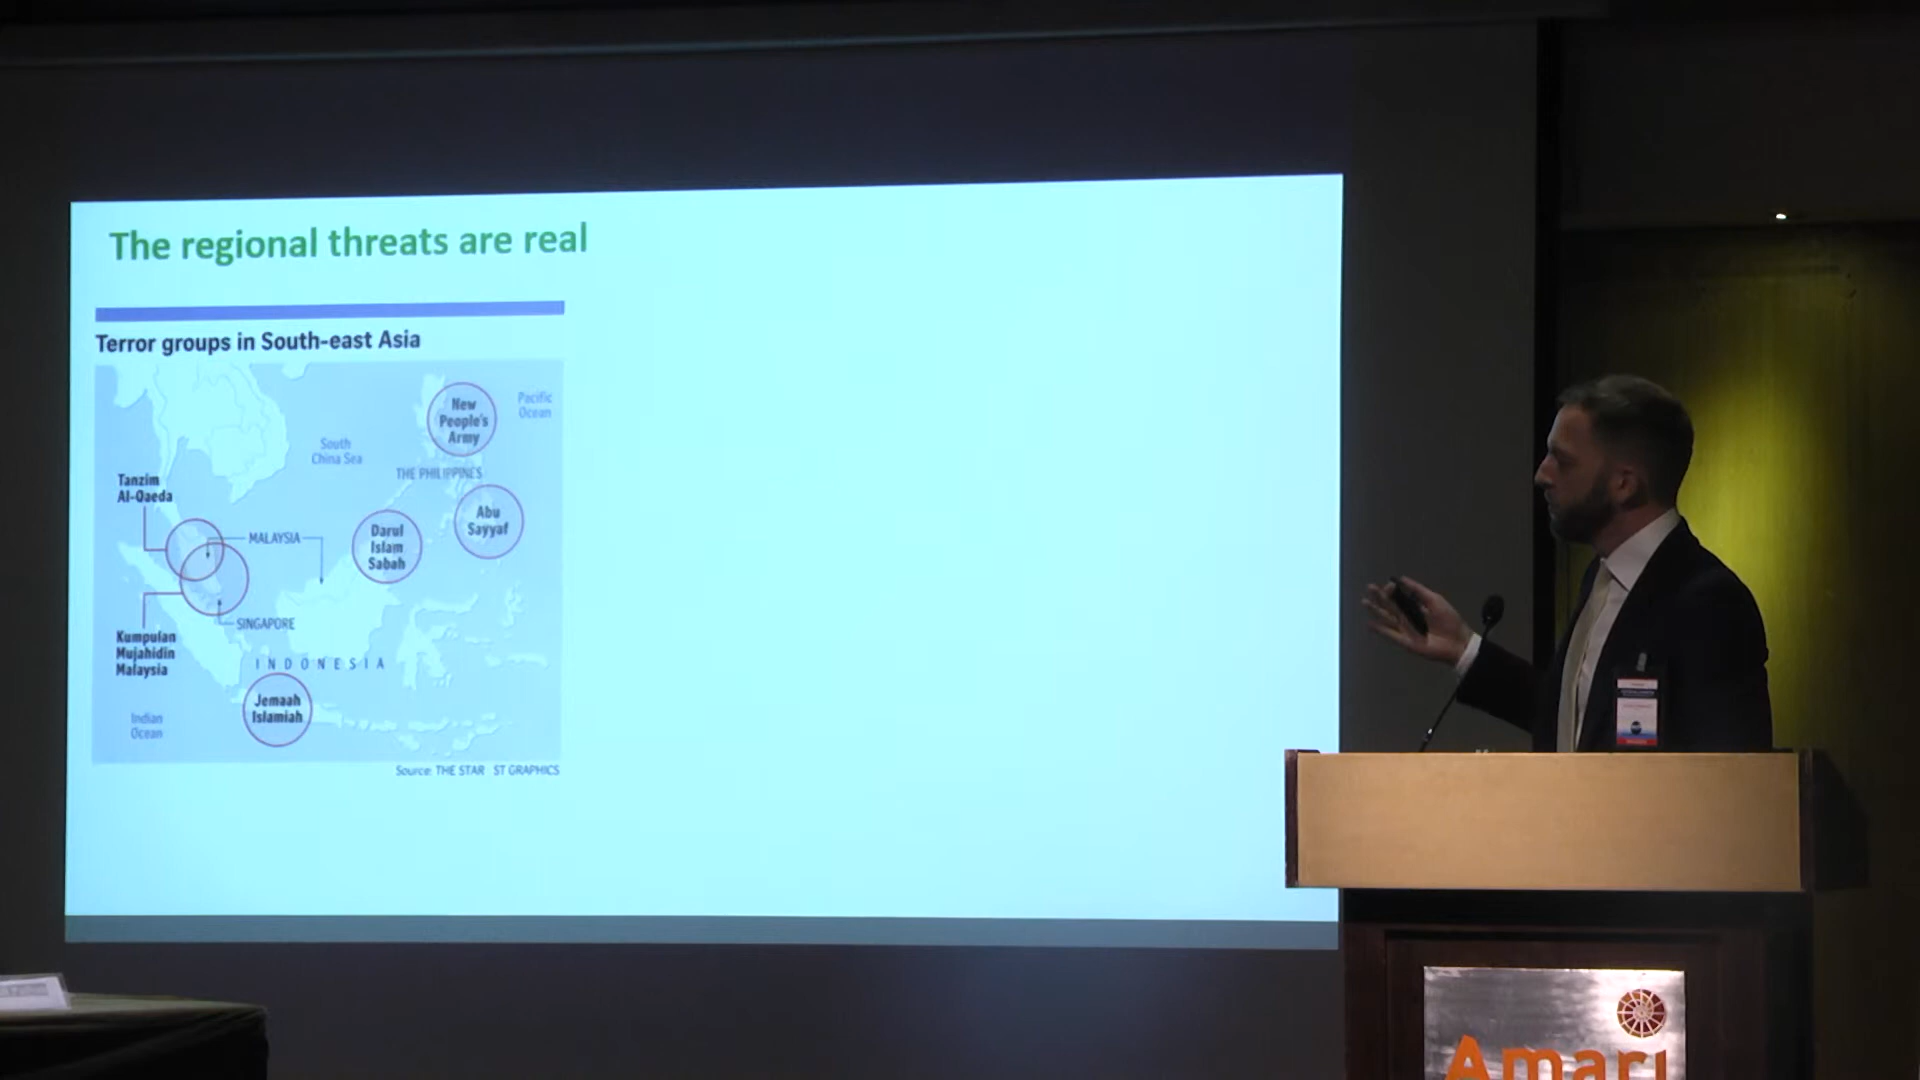 The regional threats are real
Terror groups in South-east Asia
New
People's
Army
Pacific
Ocean
South
China Sea
THE PHILIPPINES
Tanzim
Al-Qaeda
Abu
Sayyaf
MALAYSIA
Darul
Islam
Sabah
SINGAPORE
Kumpulan
Mujahidin
Malaysia
INDONESIA
Jemaah
Islamiah
Indian
Ocean
Source: THE STAR ST GRAPHICS
Amari